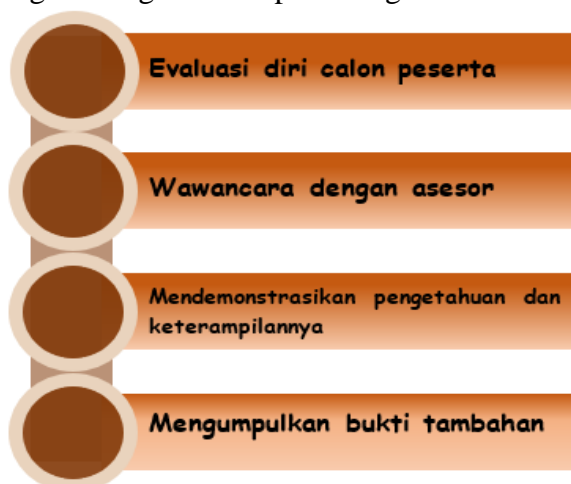 Evaluasi diri calon peserta
Wawancara dengan asesor
Mendemonstrasikan pengetahuan dan
keterampilannya
Mengumpulkan bukti tambahan